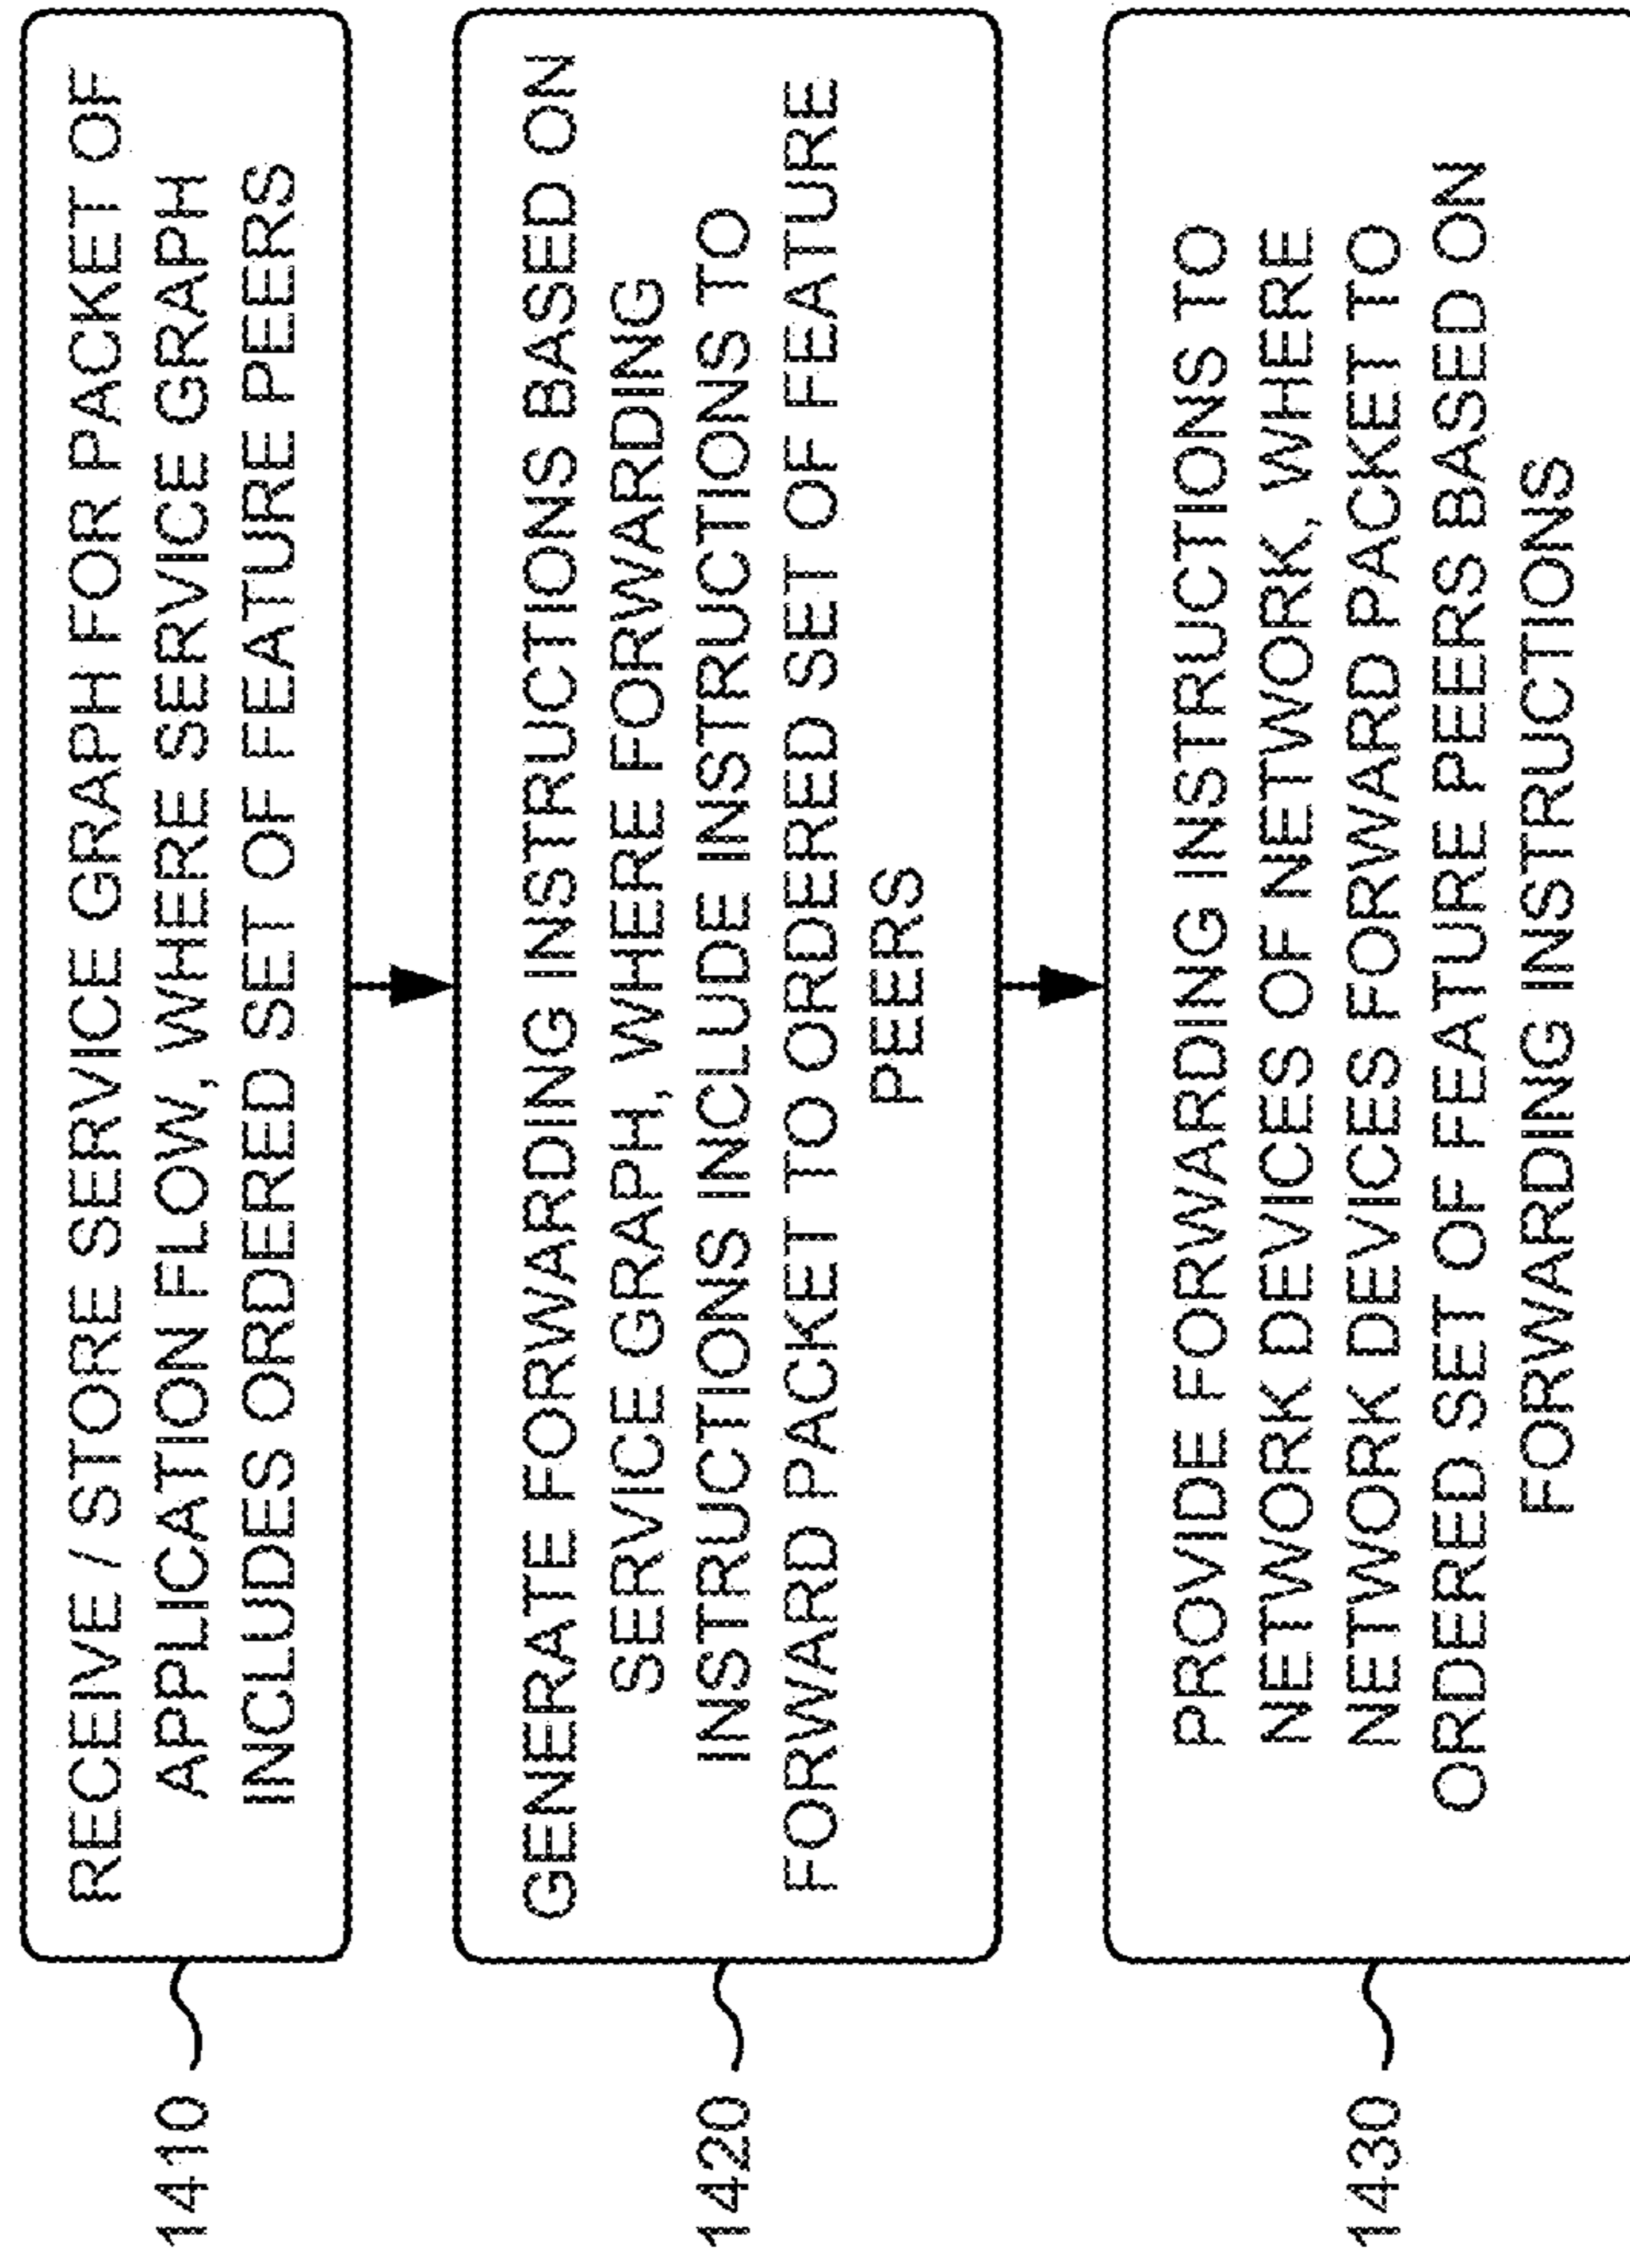 1410
RECEIVE / STORE SERVICE GRAPH FOR PACKET OF
APPLICATION FLOW, WHERE SERVICE GRAPH
INCLUDES ORDERED SET OF FEATURE PEERS
1420
GENERATE FORWARDING INSTRUCTIONS BASED ON
SERVICE GRAPH, WHERE FORWARDING
INSTRUCTIONS INCLUDE INSTRUCTIONS TO
FORWARD PACKET TO ORDERED SET OF FEATURE
PEERS
1430
PROVIDE FORWARDING INSTRUCTIONS TO
NETWORK DEVICES OF NETWORK, WHERE
NETWORK DEVICES FORWARD PACKET TO
ORDERED SET OF FEATURE PEERS BASED ON
FORWARDING INSTRUCTIONS